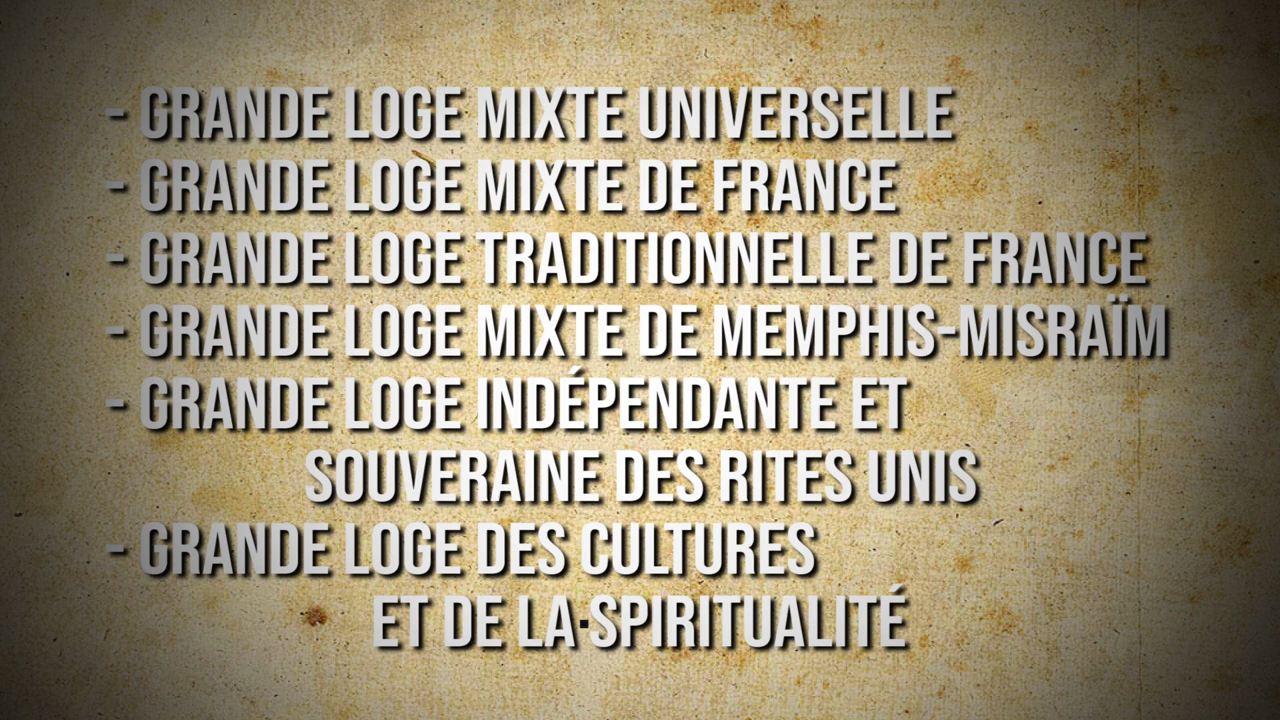 - GRANDE LOGE MIXTE UNIVERSELLE
- GRANDE LOGE MIXTE DE FRANCE
- GRANDE LOGE TRADITIONNELLE DE FRANCE
- GRANDE LOGE MIXTE DE MEMPHIS-MISRAÏM
- GRANDE LOGE INDÉPENDANTE ET
SOUVERAINE DES RITES UNIS
- GRANDE LOGE DES CULTURES
ET DE LA·SPIRITUALITÉ